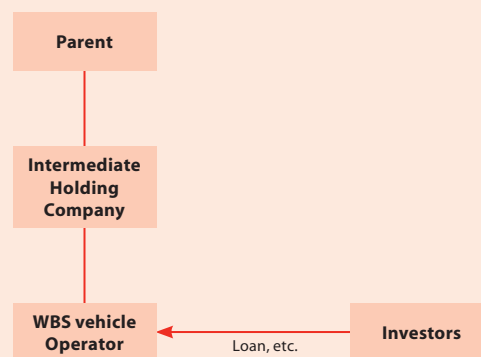 Parent
Intermediate
Holding
Company
WBS vehicle
Operator
Loan, etc.
Investors